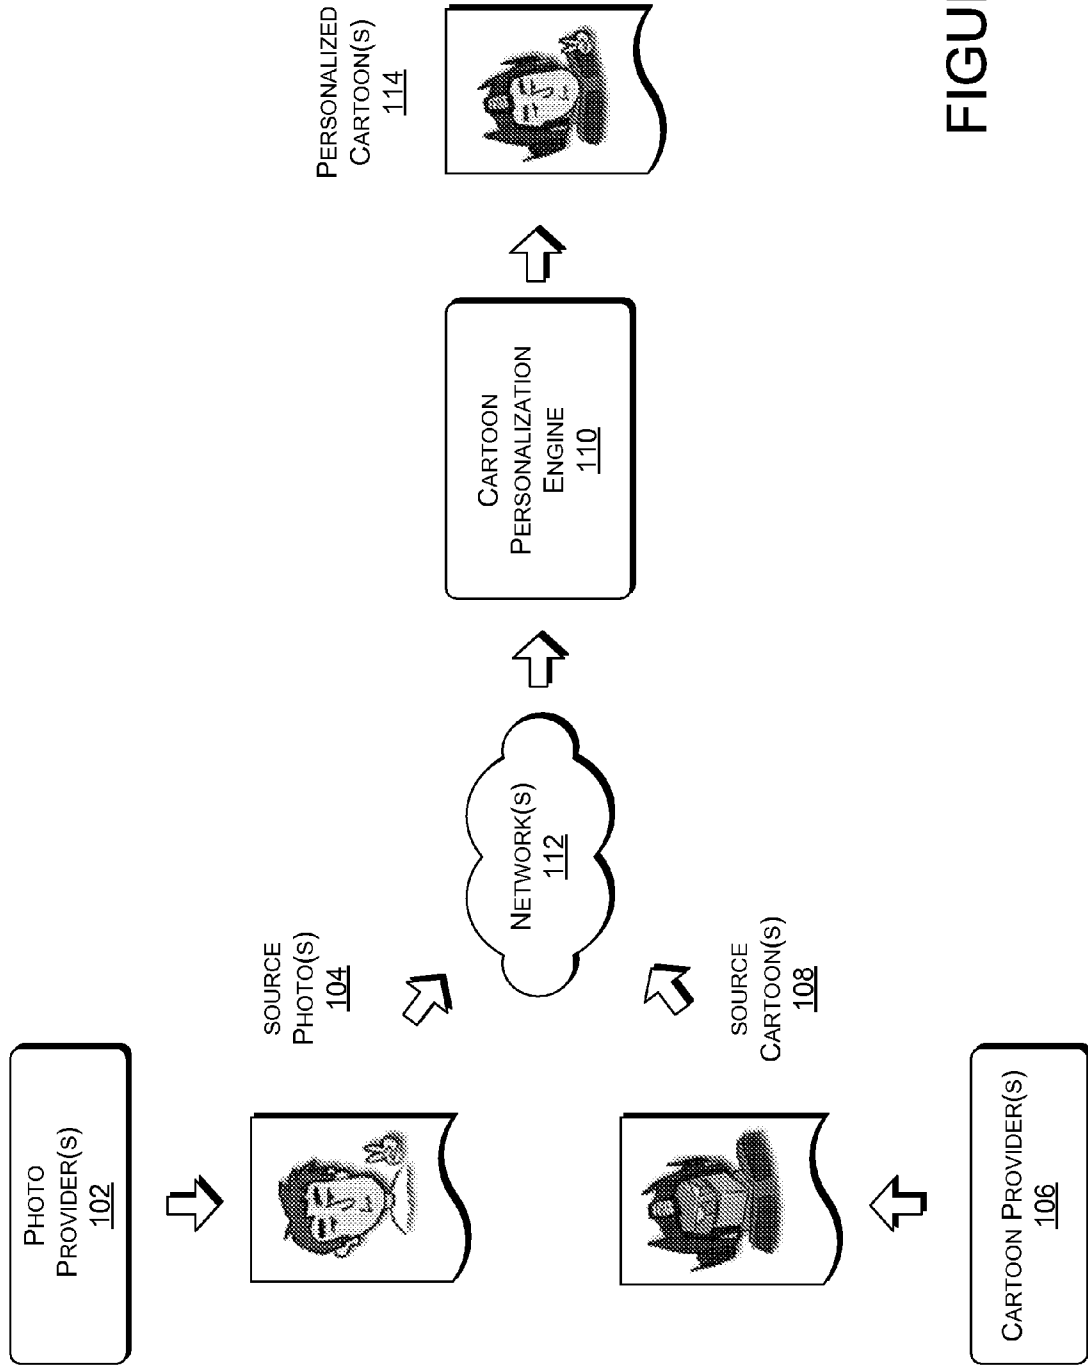 PHOTO
PROVIDER(S)
102
SOURCE
PHOTO(S)
104
CARTOON PROVIDER(S)
106
SOURCE
CARTOON(S)
108
NETWORK(S)
112
CARTOON
PERSONALIZATION
ENGINE
110
PERSONALIZED
CARTOON(S)
114